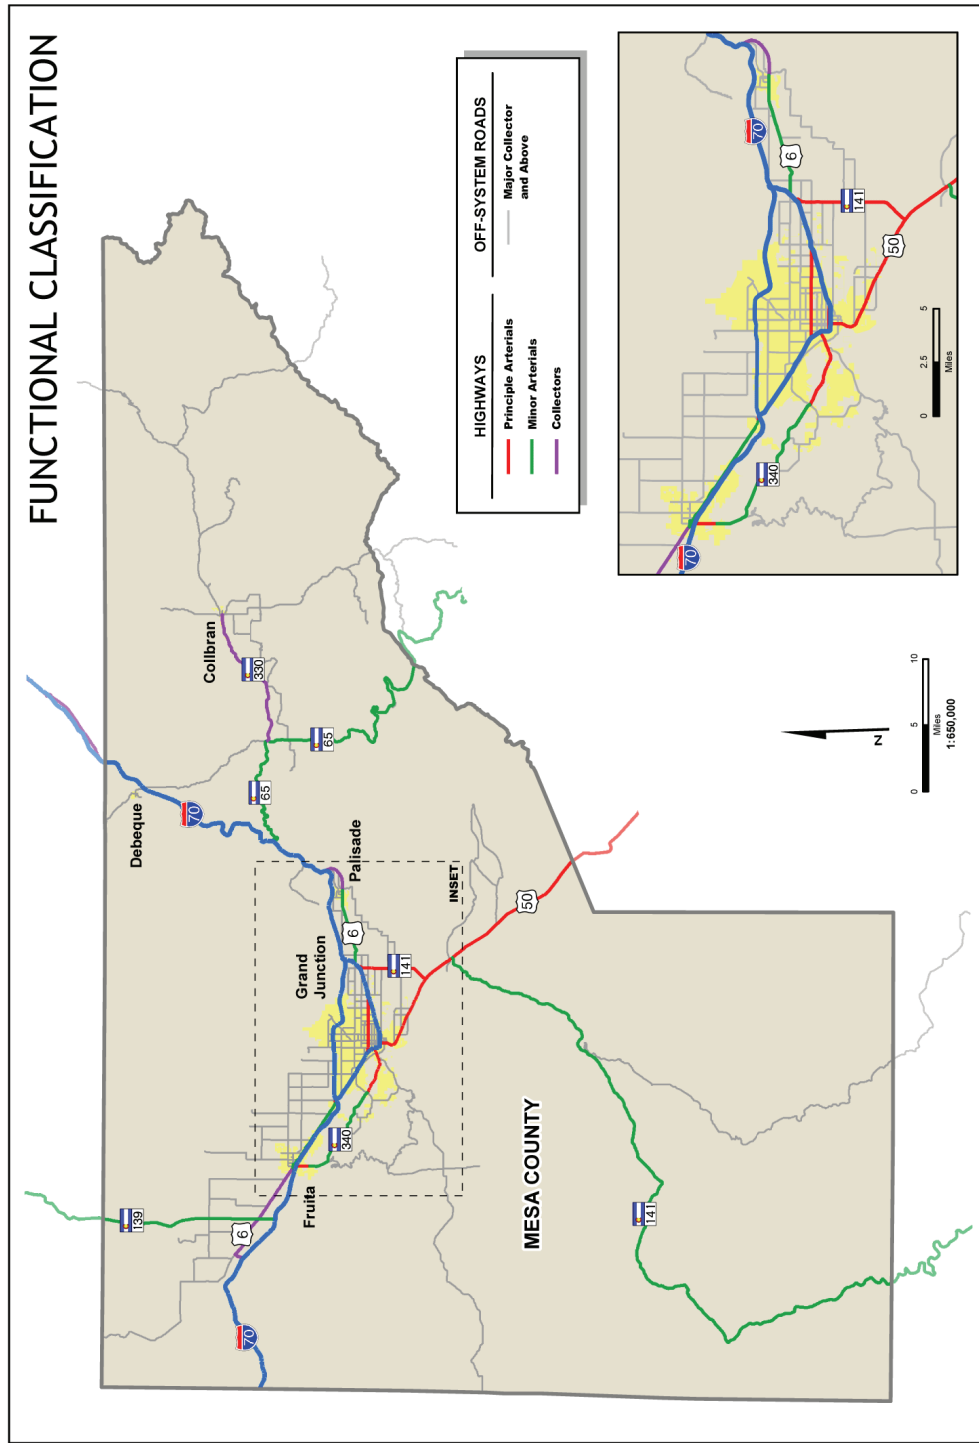 FUNCTIONAL CLASSIFICATION
HIGHWAYS
Principle Arterials
Minor Arterials
Collectors
OFF-SYSTEM ROADS
Major Collector
and Above
70
6
139
Fruita
340
Grand
Junction
6
141
Palisade
INSET
50
70
Debeque
65
65
330
Collbran
MESA COUNTY
141
N
0
5
10
Miles
1:650,000
70
340
70
6
141
50
0
2.5
5
Miles